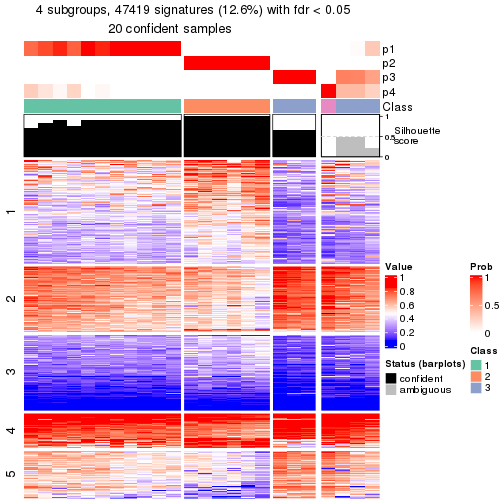 4 subgroups, 47419 signatures (12.6%) with fdr < 0.05
20 confident samples
p1
p2
p3
p4
Class
1
0.5
0
Silhouette
score
1
2
3
4
5
Value
1
0.8
0.6
0.4
0.2
0
Prob
1
0.5
0
Status (barplots)
confident
ambiguous
Class
1
2
3